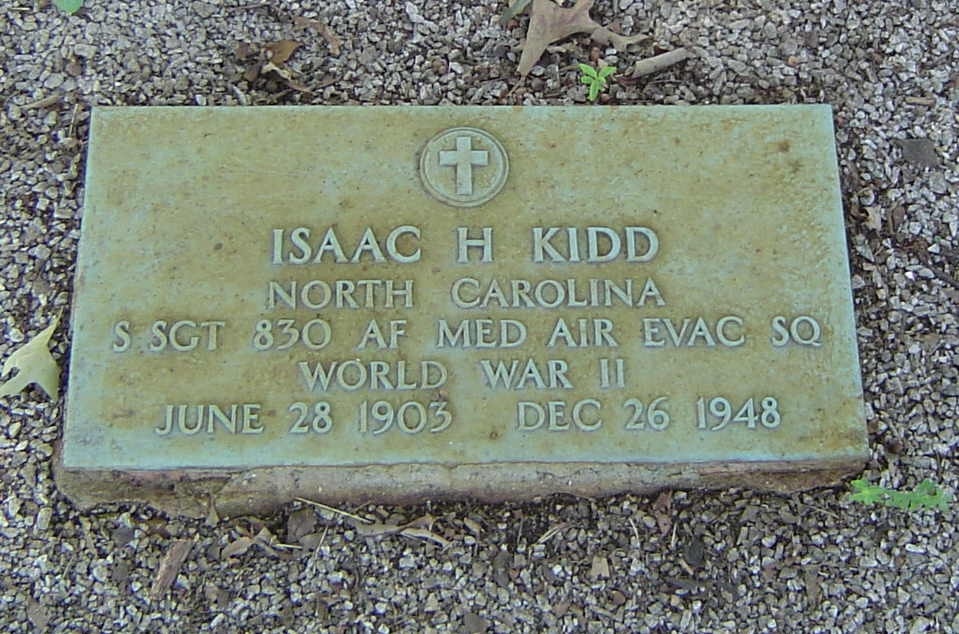 ISAAC H KIDD
NORTH CAROLINA
S SGT 830 AF MED AIR EVAC SQ
WORLD WAR II
JUNE 28 1903 DEC 26 1948